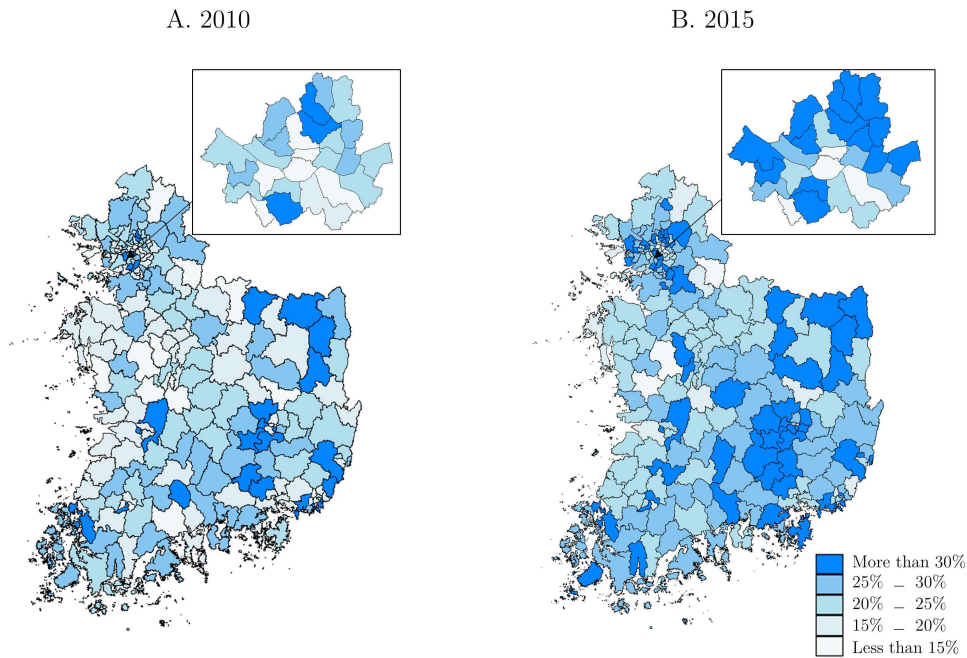 A. 2010
B. 2015
More than 30%
25% – 30%
20% – 25%
15% – 20%
Less than 15%